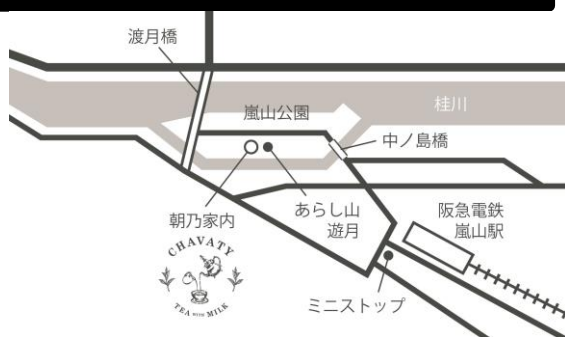 渡月橋
嵐山公園
桂川
中ノ島橋
朝乃家内
あらし山
遊月
阪急電鉄
嵐山駅
CHAVATY
TEA WITH MILK
ミニストップ